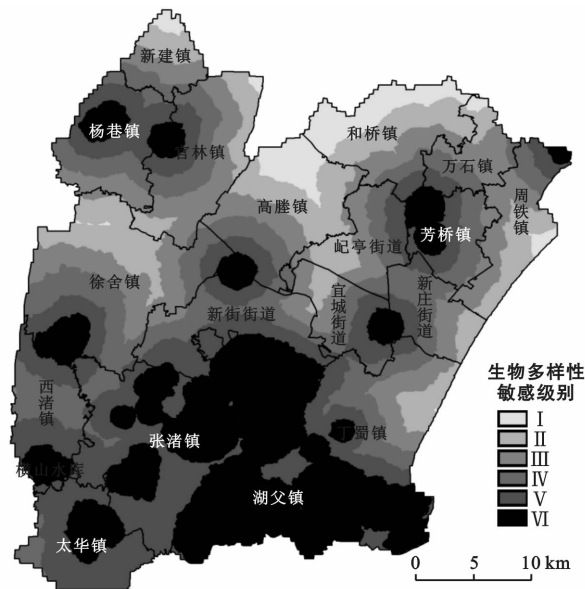 新建镇
杨巷镇
官林镇
和桥镇
万石镇
周铁镇
高塍镇
芳桥镇
屺亭街道
徐舍镇
新街街道
宜城街道
新庄街道
西渚镇
张渚镇
丁蜀镇
横山水库
湖父镇
太华镇
生物多样性
敏感级别
I
II
III
IV
V
VI
0 5 10 km